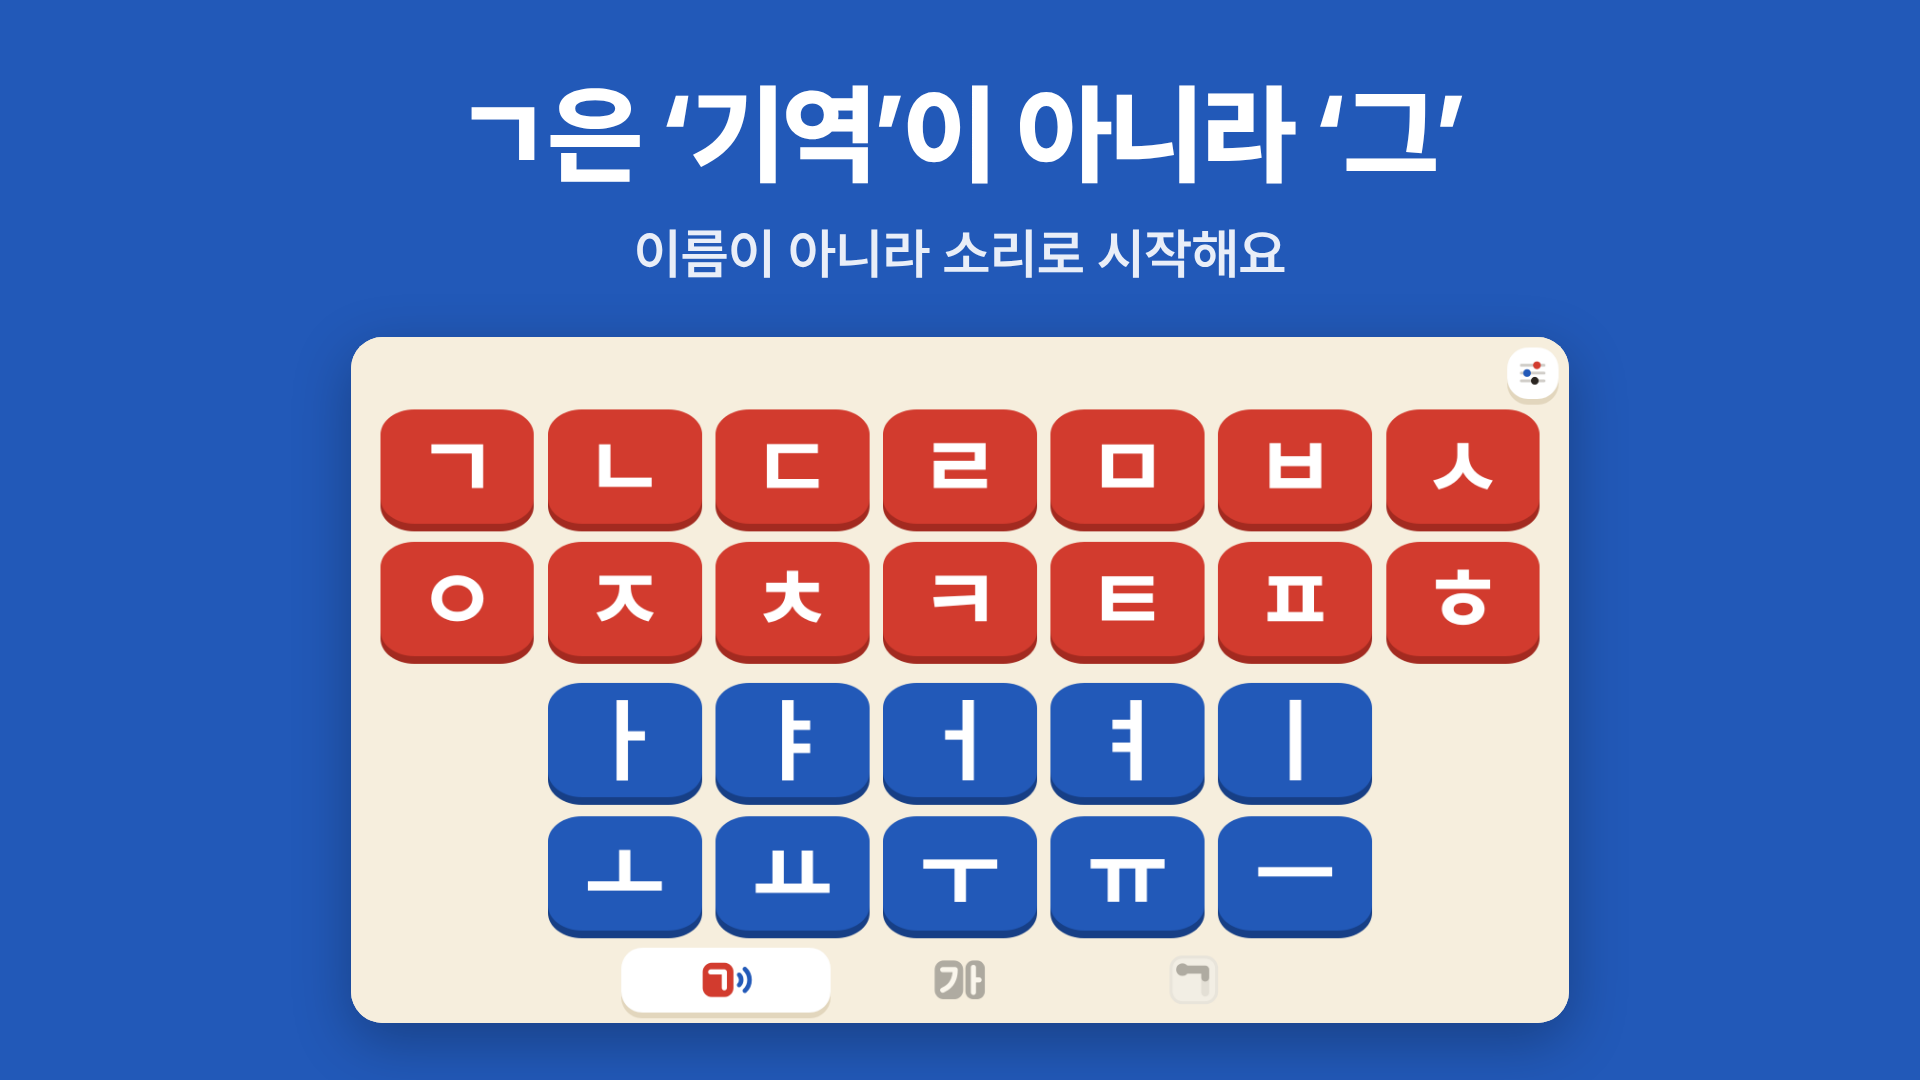 ㄱ은 ‘기역’이 아니라 ‘그’
이름이 아니라 소리로 시작해요
ㄱ ㄴ ㄷ ㄹ ㅁ ㅂ ㅅ
ㅇ ㅈ ㅊ ㅋ ㅌ ㅍ ㅎ
ㅏ ㅑ ㅓ ㅕ ㅣ
ㅗ ㅛ ㅜ ㅠ ㅡ
ㄱ 가 ㄱ